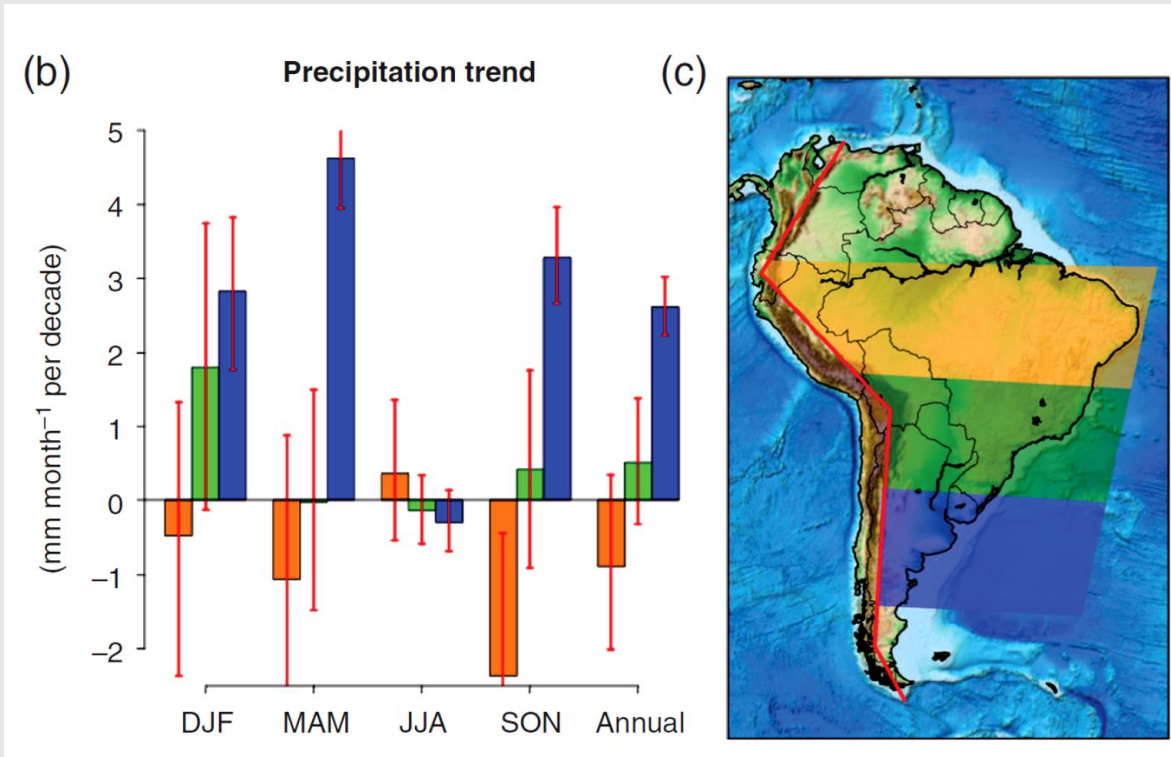 (b)
Precipitation trend
(c)
(mm month⁻¹ per decade)
5
4
3
2
1
0
−1
−2
DJF MAM JJA SON Annual